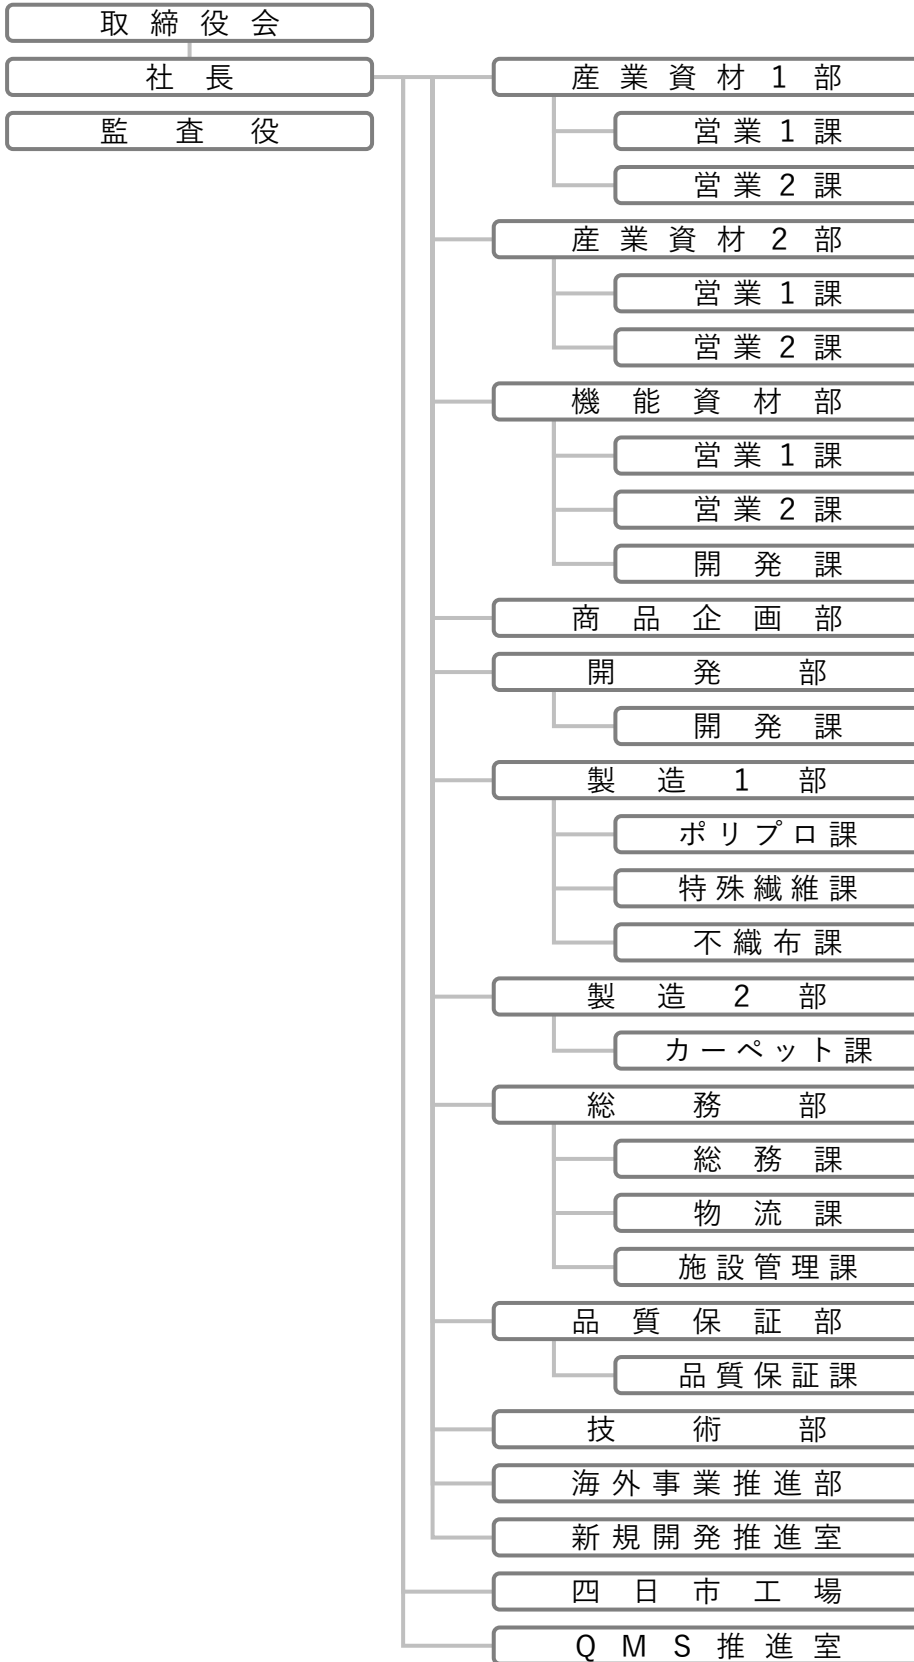 取締役会
社長
監査役
産業資材1部
営業1課
営業2課
産業資材2部
営業1課
営業2課
機能資材部
営業1課
営業2課
開発課
商品企画部
開発部
開発課
製造1部
ポリプロ課
特殊繊維課
不織布課
製造2部
カーペット課
総務部
総務課
物流課
施設管理課
品質保証部
品質保証課
技術部
海外事業推進部
新規開発推進室
四日市工場
QMS推進室